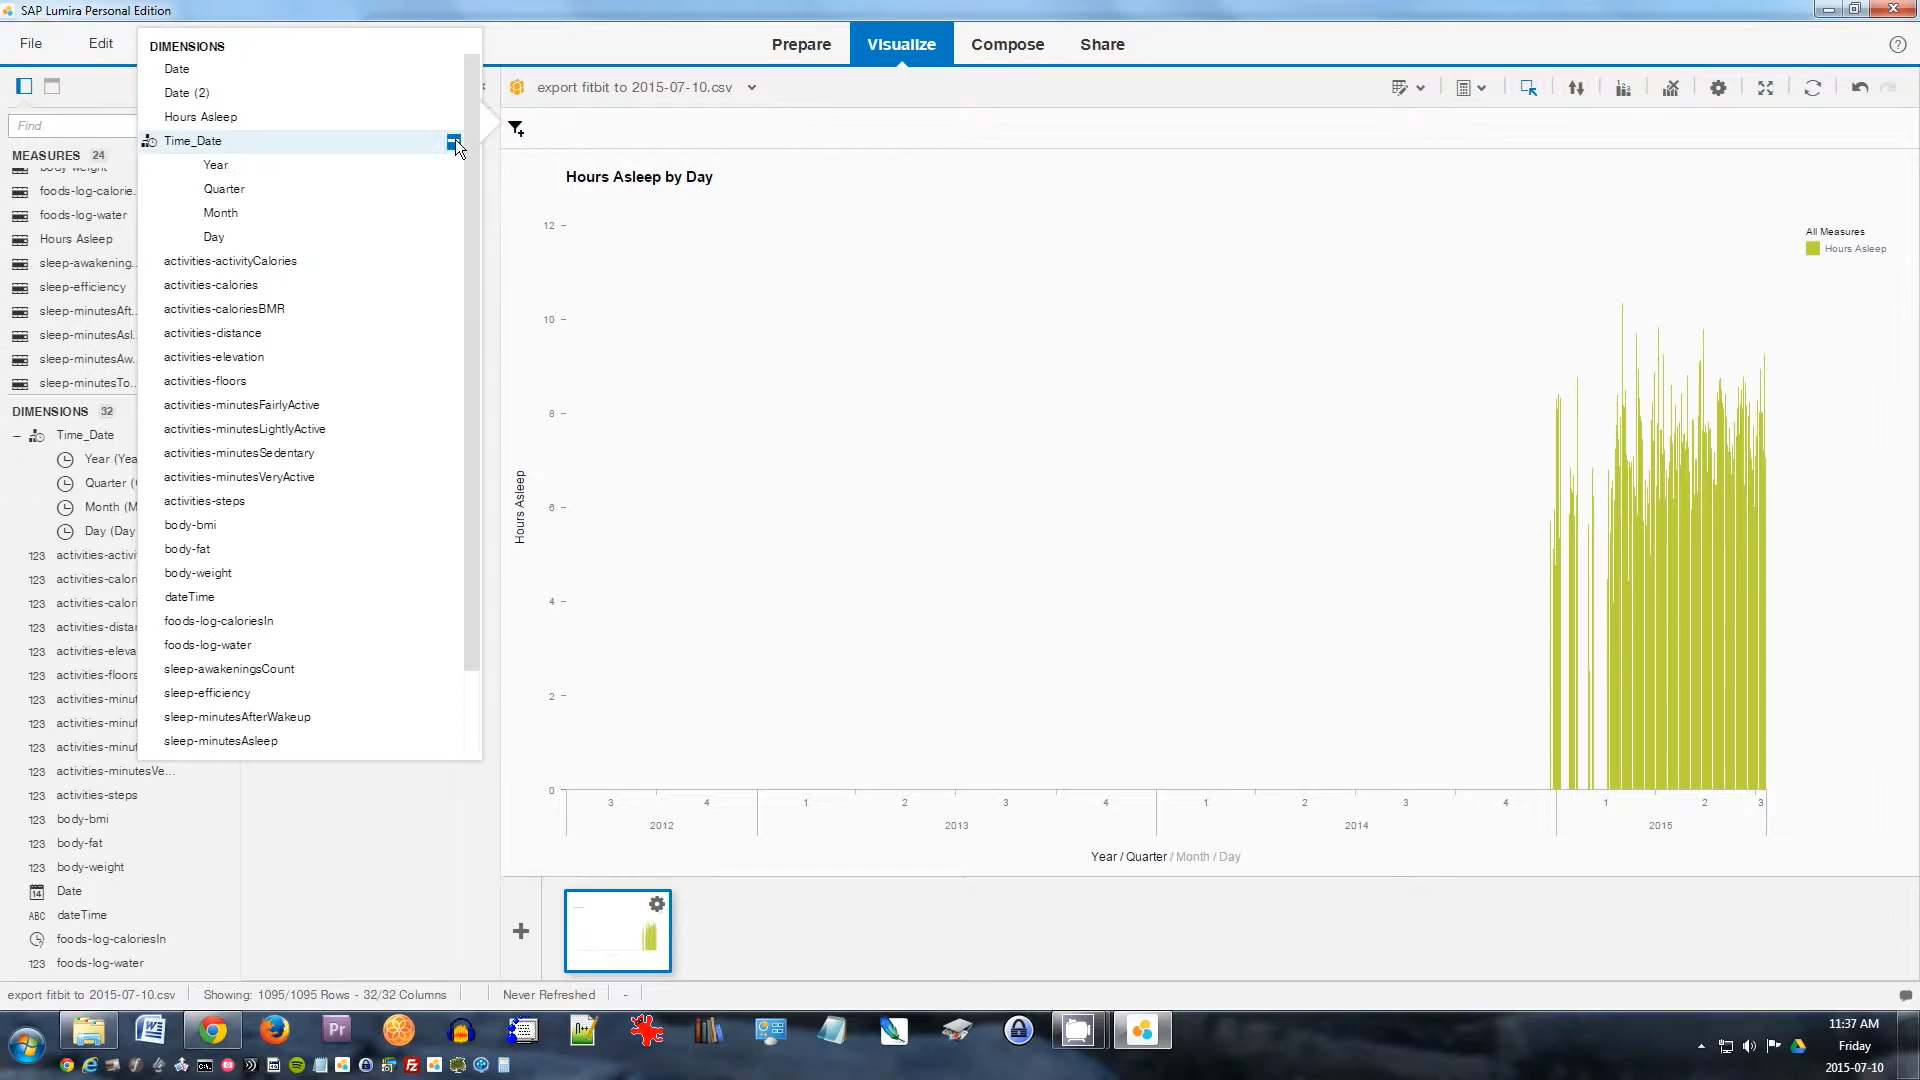 SAP Lumira Personal Edition
File Edit
Prepare Visualize Compose Share
export fitbit to 2015-07-10.csv
Find
MEASURES 24
body-weight
foods-log-calorie...
foods-log-water
Hours Asleep
sleep-awakening...
sleep-efficiency
sleep-minutesAft...
sleep-minutesAsl...
sleep-minutesAw...
sleep-minutesTo...
DIMENSIONS 32
Time_Date
Year (Yea
Quarter (
Month (M
Day (Day
123 activities-activi
123 activities-calori
123 activities-calori
123 activities-distan
123 activities-eleva
123 activities-floors
123 activities-minut
123 activities-minut
123 activities-minut
123 activities-minutesVe...
123 activities-steps
123 body-bmi
123 body-fat
123 body-weight
14 Date
ABC dateTime
foods-log-caloriesIn
123 foods-log-water
DIMENSIONS
Date
Date (2)
Hours Asleep
Time_Date
Year
Quarter
Month
Day
activities-activityCalories
activities-calories
activities-caloriesBMR
activities-distance
activities-elevation
activities-floors
activities-minutesFairlyActive
activities-minutesLightlyActive
activities-minutesSedentary
activities-minutesVeryActive
activities-steps
body-bmi
body-fat
body-weight
dateTime
foods-log-caloriesIn
foods-log-water
sleep-awakeningsCount
sleep-efficiency
sleep-minutesAfterWakeup
sleep-minutesAsleep
Hours Asleep by Day
All Measures
Hours Asleep
Hours Asleep
12
10
8
6
4
2
0
3 4 1 2 3 4 1 2 3 4 1 2 3
2012 2013 2014 2015
Year / Quarter / Month / Day
export fitbit to 2015-07-10.csv Showing: 1095/1095 Rows - 32/32 Columns Never Refreshed -
Pr
11:37 AM
Friday
2015-07-10